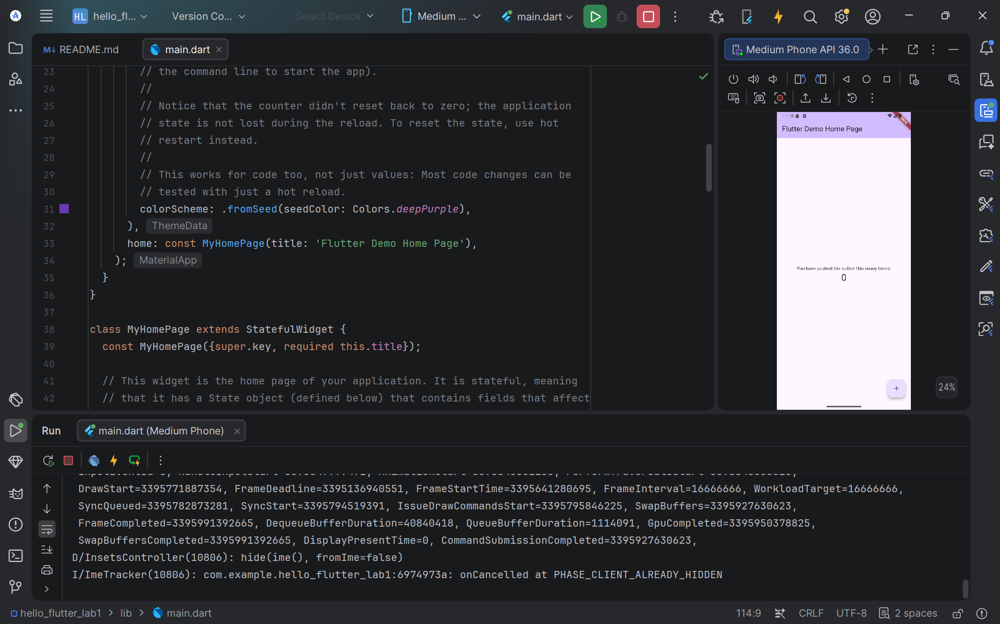 HL hello_fl... Version Co... Select Device Medium ... main.dart
README.md main.dart
23 // the command line to start the app).
24 //
25 // Notice that the counter didn't reset back to zero; the application
26 // state is not lost during the reload. To reset the state, use hot
27 // restart instead.
28 //
29 // This works for code too, not just values: Most code changes can be
30 // tested with just a hot reload.
31 colorScheme: .fromSeed(seedColor: Colors.deepPurple),
32 ), ThemeData
33 home: const MyHomePage(title: 'Flutter Demo Home Page'),
34 ); MaterialApp
35 }
36 }
37
38 class MyHomePage extends StatefulWidget {
39 const MyHomePage({super.key, required this.title});
40
41 // This widget is the home page of your application. It is stateful, meaning
42 // that it has a State object (defined below) that contains fields that affect
Medium Phone API 36.0
11:18
DEBUG
Flutter Demo Home Page
You have pushed the button this many times:
0
+
24%
Run main.dart (Medium Phone)
DrawStart=3395771887354, FrameDeadline=3395136940551, FrameStartTime=3395641280695, FrameInterval=16666666, WorkloadTarget=16666666,
SyncQueued=3395782873281, SyncStart=3395794519391, IssueDrawCommandsStart=3395795846225, SwapBuffers=3395927630623,
FrameCompleted=3395991392665, DequeueBufferDuration=40840418, QueueBufferDuration=1114091, GpuCompleted=3395950378825,
SwapBuffersCompleted=3395991392665, DisplayPresentTime=0, CommandSubmissionCompleted=3395927630623,
D/InsetsController(10806): hide(ime(), fromIme=false)
I/ImeTracker(10806): com.example.hello_flutter_lab1:6974973a: onCancelled at PHASE_CLIENT_ALREADY_HIDDEN
hello_flutter_lab1 > lib > main.dart 114:9 CRLF UTF-8 2 spaces